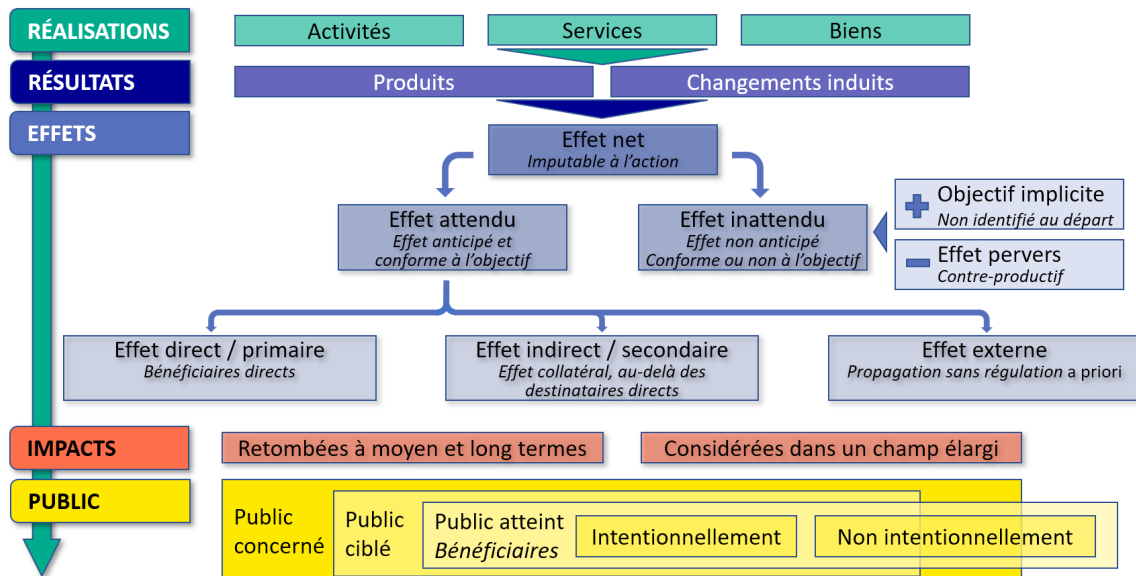 RÉALISATIONS
Activités
Services
Biens
RÉSULTATS
Produits
Changements induits
EFFETS
Effet net
Imputable à l'action
Effet attendu
Effet anticipé et
conforme à l'objectif
Effet inattendu
Effet non anticipé
Conforme ou non à l'objectif
Objectif implicite
Non identifié au départ
Effet pervers
Contre-productif
Effet direct / primaire
Bénéficiaires directs
Effet indirect / secondaire
Effet collatéral, au-delà des
destinataires directs
Effet externe
Propagation sans régulation a priori
IMPACTS
Retombées à moyen et long termes
Considérées dans un champ élargi
PUBLIC
Public
concerné
Public
ciblé
Public atteint
Bénéficiaires
Intentionnellement
Non intentionnellement